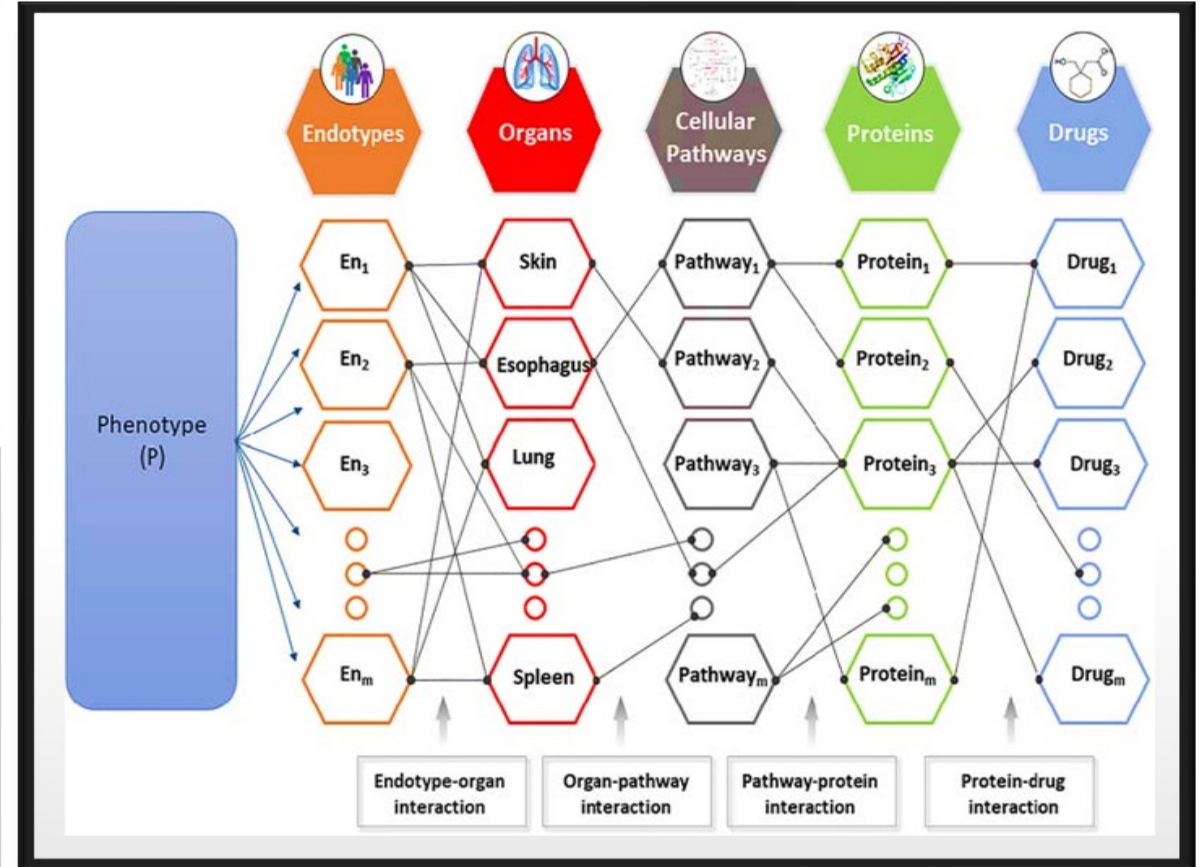 Endotypes
Organs
Cellular
Pathways
Proteins
Drugs
Phenotype
(P)
En₁
Skin
Pathway₁
Protein₁
Drug₁
En₂
Esophagus
Pathway₂
Protein₂
Drug₂
En₃
Lung
Pathway₃
Protein₃
Drug₃
Enₘ
Spleen
Pathwayₘ
Proteinₘ
Drugₘ
Endotype-organ
interaction
Organ-pathway
interaction
Pathway-protein
interaction
Protein-drug
interaction